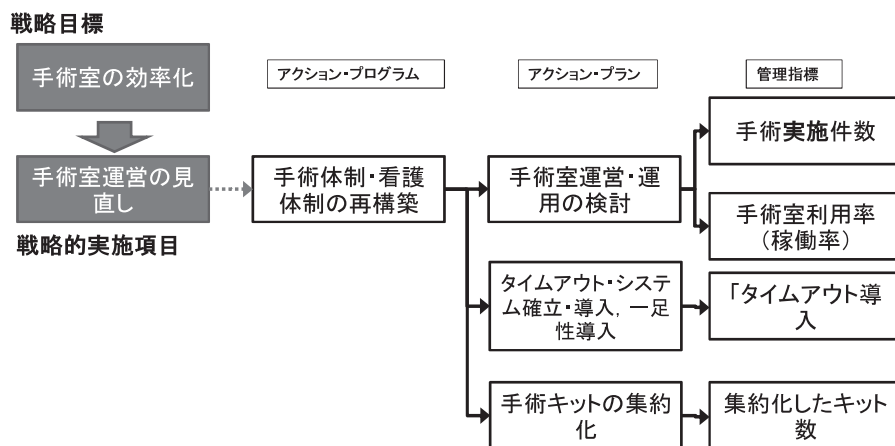 戦略目標
手術室の効率化
アクション・プログラム
アクション・プラン
管理指標
手術室運営の見
直し
戦略的実施項目
手術体制・看護
体制の再構築
手術室運営・運
用の検討
手術実施件数
手術室利用率
（稼働率）
タイムアウト・システ
ム確立・導入，一足
性導入
「タイムアウト導
入
手術キットの集約
化
集約化したキット
数